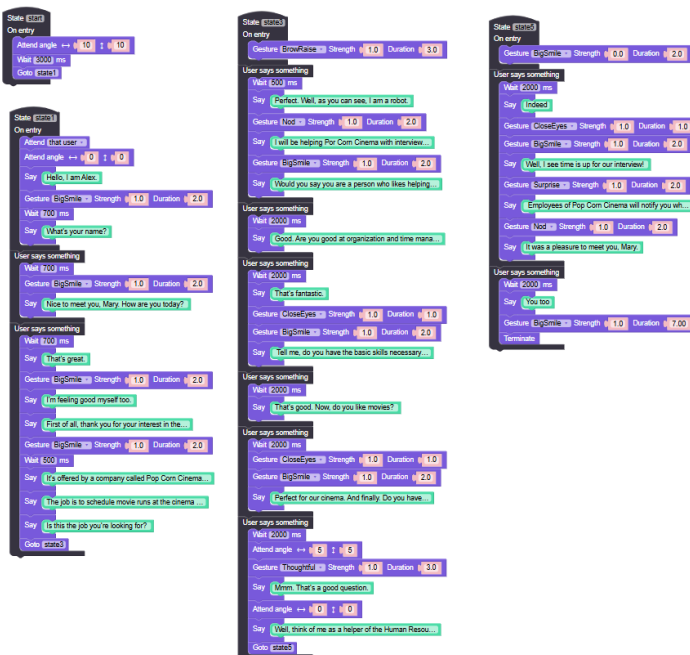 State start
On entry
Attend angle ↔ 10 ↕ 10
Wait 3000 ms
Goto state1
State state1
On entry
Attend that user
Attend angle ↔ 0 ↕ 0
Say Hello, I am Alex.
Gesture BigSmile Strength 1.0 Duration 2.0
Wait 700 ms
Say What's your name?
User says something
Wait 700 ms
Gesture BigSmile Strength 1.0 Duration 2.0
Say Nice to meet you, Mary. How are you today?
User says something
Wait 700 ms
Say That's great.
Gesture BigSmile Strength 1.0 Duration 2.0
Say I'm feeling good myself too.
Say First of all, thank you for your interest in the...
Gesture BigSmile Strength 1.0 Duration 2.0
Wait 500 ms
Say It's offered by a company called Pop Corn Cinema...
Say The job is to schedule movie runs at the cinema ...
Say Is this the job you're looking for?
Goto state3
State state3
On entry
Gesture BrowRaise Strength 1.0 Duration 3.0
User says something
Wait 500 ms
Say Perfect. Well, as you can see, I am a robot.
Gesture Nod Strength 1.0 Duration 2.0
Say I will be helping Por Corn Cinema with interview...
Gesture BigSmile Strength 1.0 Duration 2.0
Say Would you say you are a person who likes helping...
User says something
Wait 2000 ms
Say Good. Are you good at organization and time mana...
User says something
Wait 2000 ms
Say That's fantastic.
Gesture CloseEyes Strength 1.0 Duration 1.0
Gesture BigSmile Strength 1.0 Duration 2.0
Say Tell me, do you have the basic skills necessary...
User says something
Wait 2000 ms
Say That's good. Now, do you like movies?
User says something
Wait 2000 ms
Gesture CloseEyes Strength 1.0 Duration 1.0
Gesture BigSmile Strength 1.0 Duration 2.0
Say Perfect for our cinema. And finally. Do you have...
User says something
Wait 2000 ms
Attend angle ↔ 5 ↕ 5
Gesture Thoughtful Strength 1.0 Duration 3.0
Say Mmm. That's a good question.
Attend angle ↔ 0 ↕ 0
Say Well, think of me as a helper of the Human Resou...
Goto state5
State state5
On entry
Gesture BigSmile Strength 0.0 Duration 2.0
User says something
Wait 2000 ms
Say Indeed
Gesture CloseEyes Strength 1.0 Duration 1.0
Gesture BigSmile Strength 1.0 Duration 2.0
Say Well, I see time is up for our interview!
Gesture Surprise Strength 1.0 Duration 2.0
Say Employees of Pop Corn Cinema will notify you wh...
Gesture Nod Strength 1.0 Duration 2.0
Say It was a pleasure to meet you, Mary.
User says something
Wait 2000 ms
Say You too
Gesture BigSmile Strength 1.0 Duration 7.00
Terminate